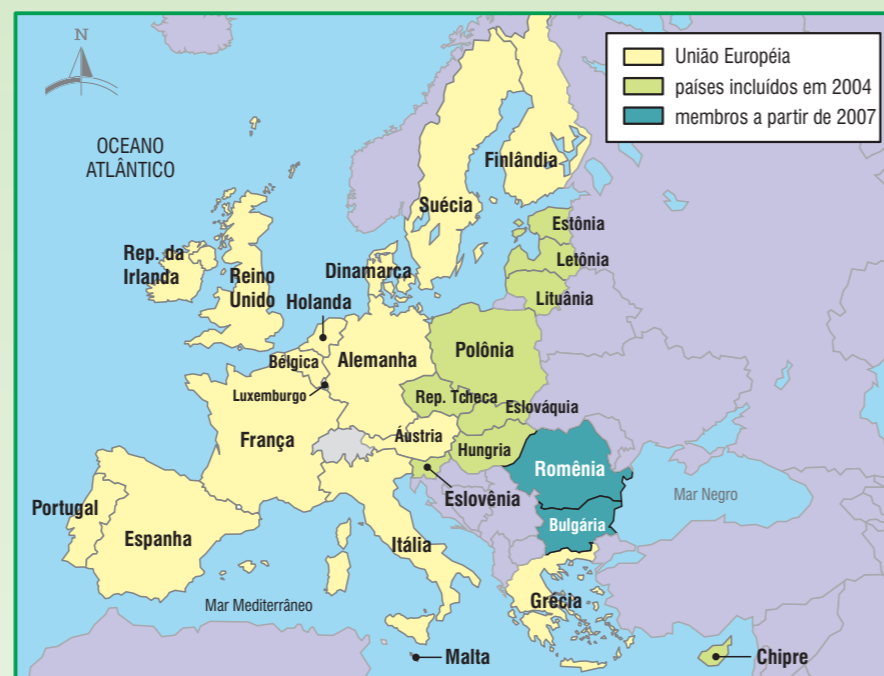 N
União Européia
países incluídos em 2004
membros a partir de 2007
OCEANO
ATLÂNTICO
Finlândia
Suécia
Estônia
Letônia
Lituânia
Rep. da
Irlanda
Reino
Unido
Dinamarca
Holanda
Bélgica
Alemanha
Polônia
Luxemburgo
Rep. Tcheca
Eslováquia
França
Áustria
Hungria
Eslovênia
Romênia
Mar Negro
Bulgária
Portugal
Espanha
Itália
Grécia
Mar Mediterrâneo
Malta
Chipre